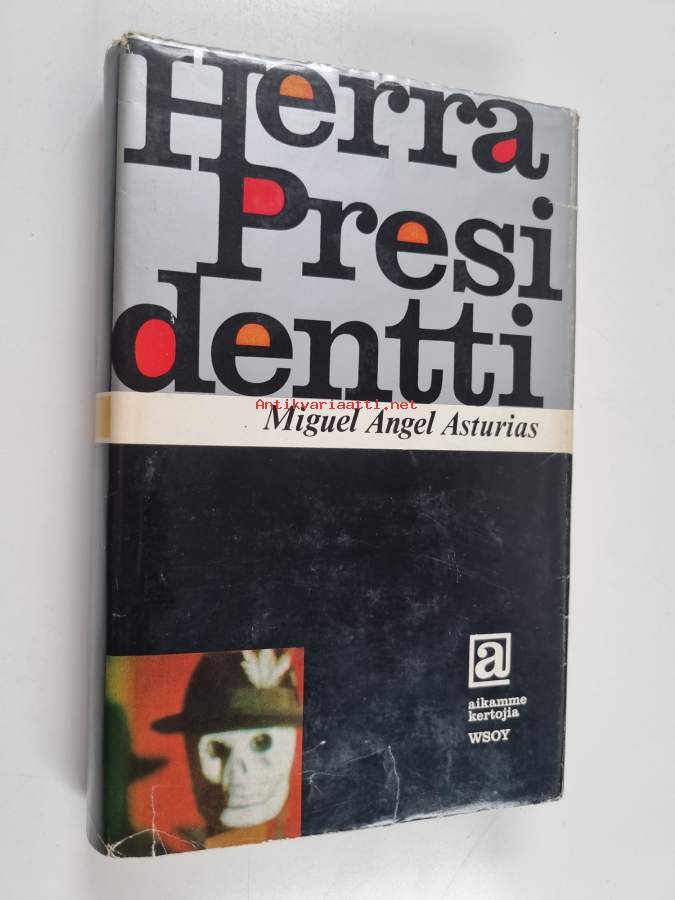 Herra
Presi
dentti
Antikvariaatti.net
Miguel Angel Asturias
a
aikamme
kertojia
WSOY